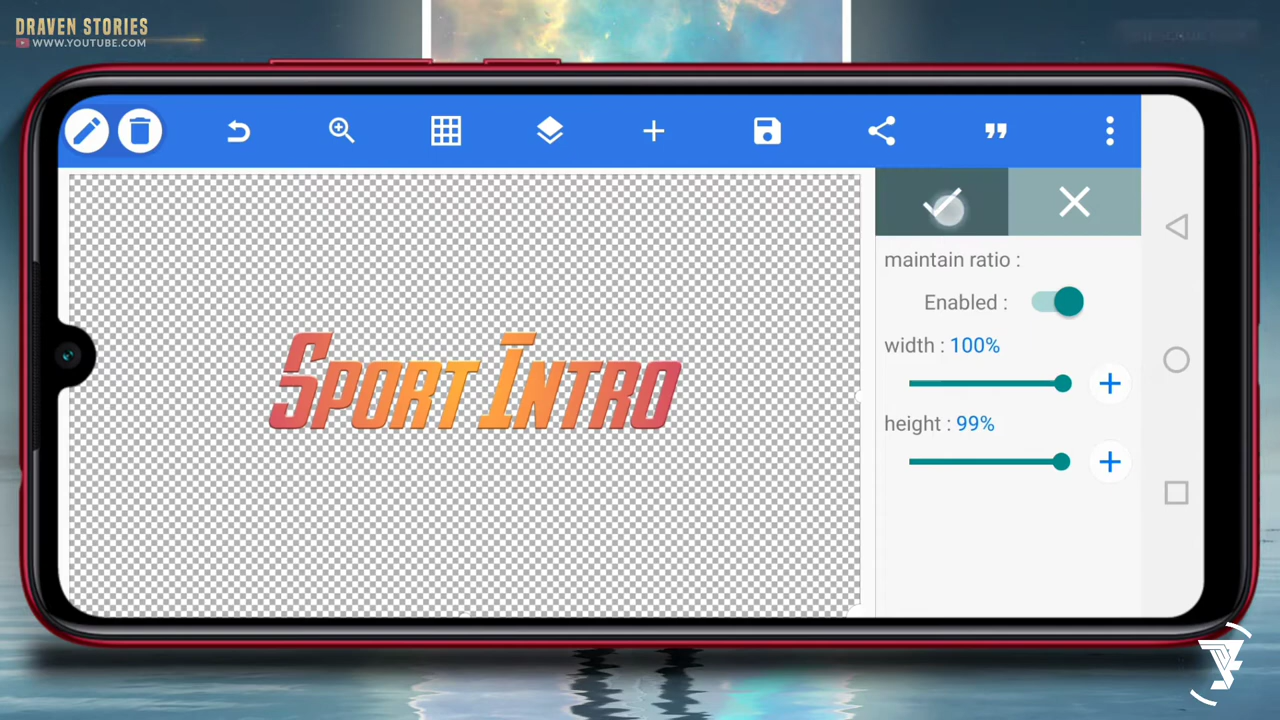 DRAVEN STORIES
WWW.YOUTUBE.COM
maintain ratio :
Enabled :
width : 100%
height : 99%
SPORT INTRO